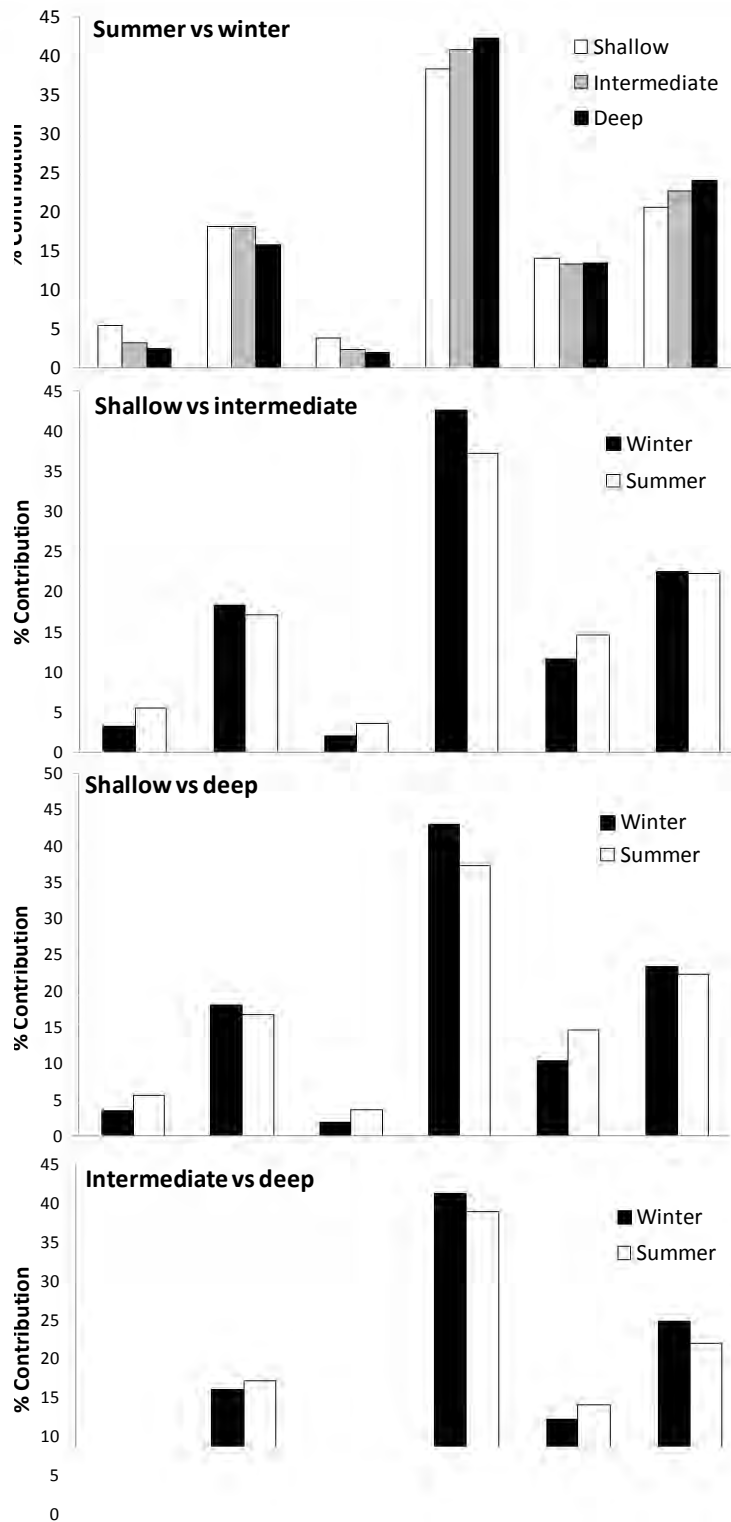 45
Summer vs winter
40
Shallow
35
Intermediate
30
Deep
25
20
15
10
5
0
% Contribution
45
Shallow vs intermediate
40
Winter
35
Summer
30
25
20
15
10
5
0
% Contribution
50
Shallow vs deep
45
Winter
40
Summer
35
30
25
20
15
10
5
0
% Contribution
45
Intermediate vs deep
40
Winter
35
Summer
30
25
20
15
10
5
0
% Contribution